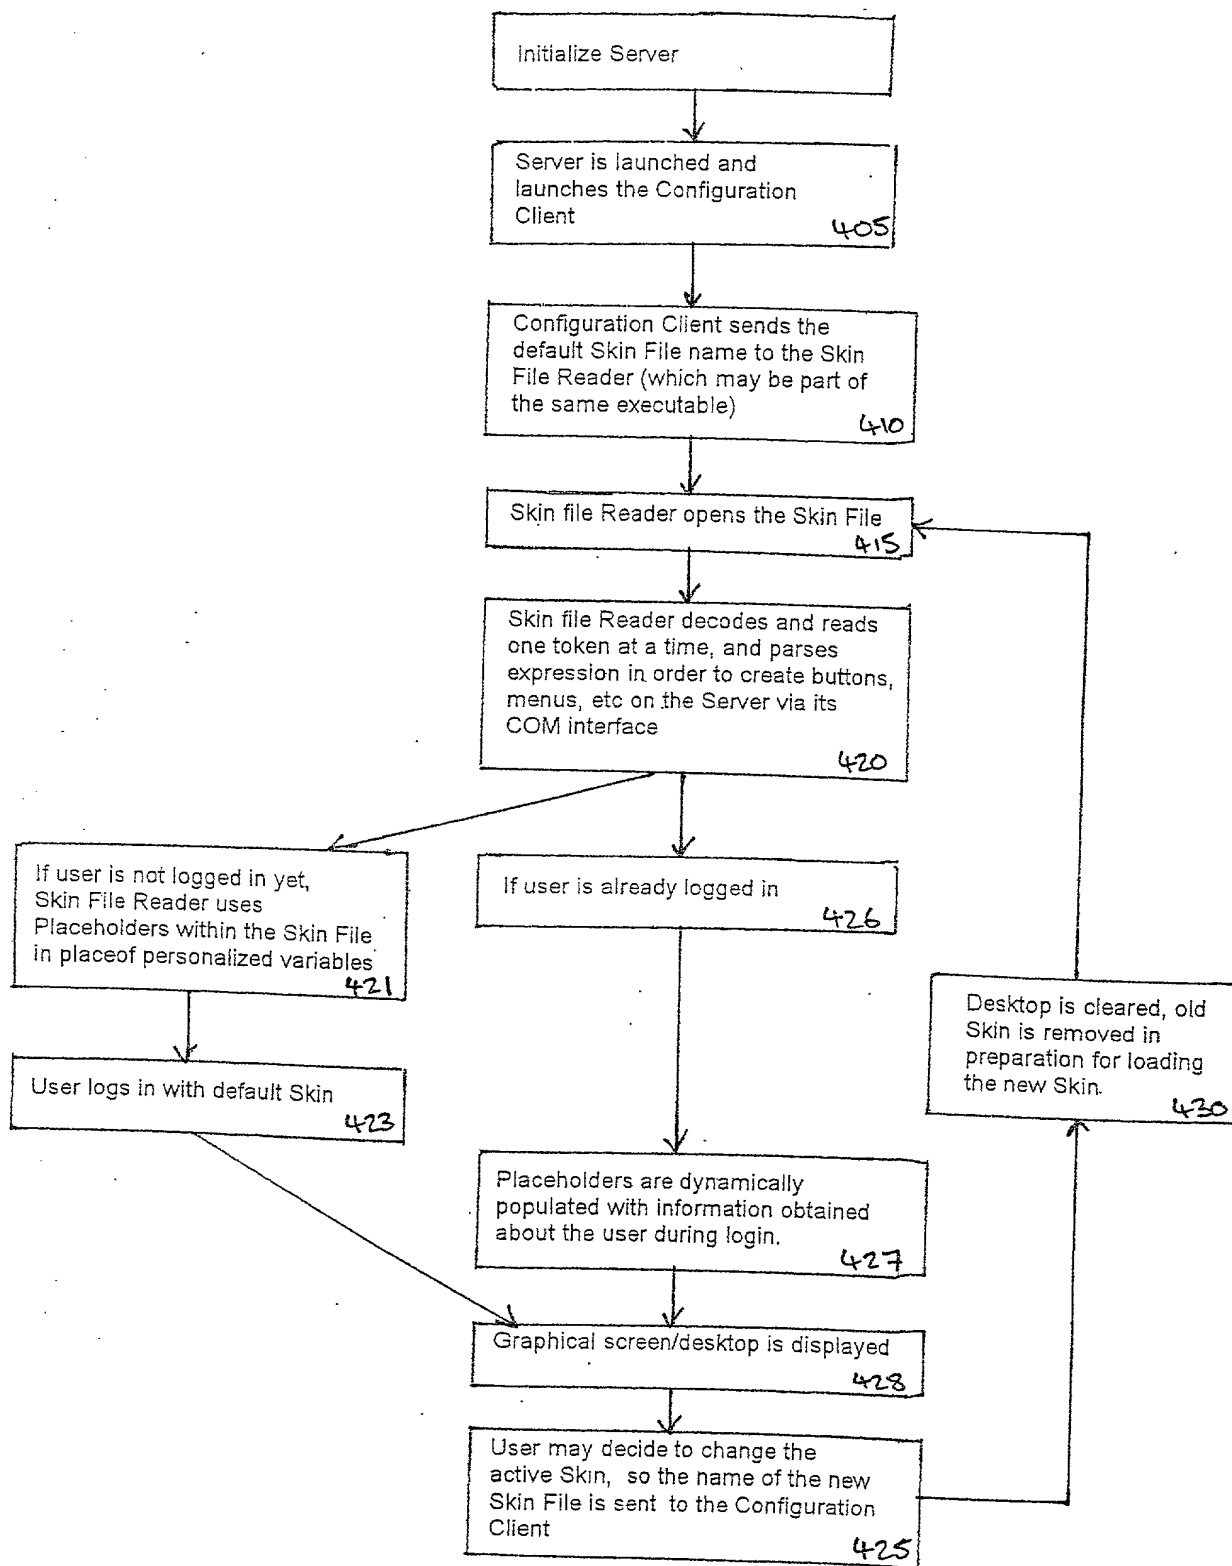 Initialize Server
Server is launched and
launches the Configuration
Client
405
Configuration Client sends the
default Skin File name to the Skin
File Reader (which may be part of
the same executable)
410
Skin file Reader opens the Skin File
415
Skin file Reader decodes and reads
one token at a time, and parses
expression in order to create buttons,
menus, etc on the Server via its
COM interface
420
If user is not logged in yet,
Skin File Reader uses
Placeholders within the Skin File
in placeof personalized variables
421
If user is already logged in
426
User logs in with default Skin
423
Desktop is cleared, old
Skin is removed in
preparation for loading
the new Skin.
430
Placeholders are dynamically
populated with information obtained
about the user during login.
427
Graphical screen/desktop is displayed
428
User may decide to change the
active Skin, so the name of the new
Skin File is sent to the Configuration
Client
425